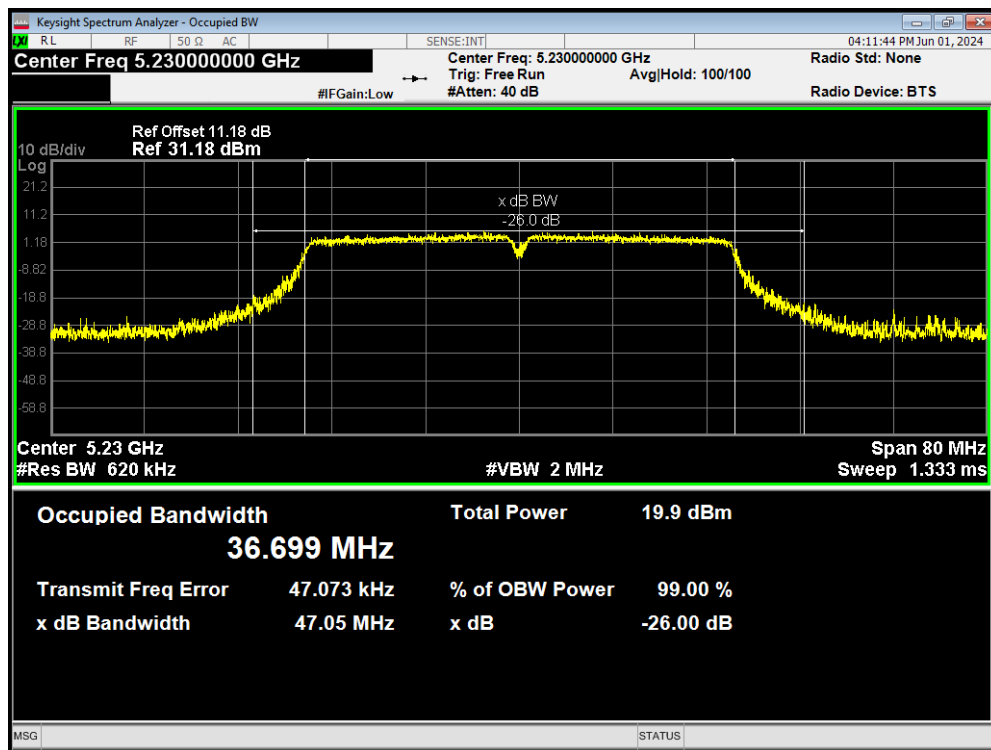 Keysight Spectrum Analyzer - Occupied BW
LXI RL RF 50 Ω AC SENSE:INT 04:11:44 PM Jun 01, 2024
Center Freq 5.230000000 GHz
Center Freq: 5.230000000 GHz Radio Std: None
Trig: Free Run Avg|Hold: 100/100
#IFGain:Low #Atten: 40 dB Radio Device: BTS
Ref Offset 11.18 dB
10 dB/div Ref 31.18 dBm
Log
21.2
x dB BW
11.2
-26.0 dB
1.18
-8.82
-18.8
-28.8
-38.8
-48.8
-58.8
Center 5.23 GHz Span 80 MHz
#Res BW 620 kHz #VBW 2 MHz Sweep 1.333 ms
Occupied Bandwidth Total Power 19.9 dBm
36.699 MHz
Transmit Freq Error 47.073 kHz % of OBW Power 99.00 %
x dB Bandwidth 47.05 MHz x dB -26.00 dB
MSG STATUS